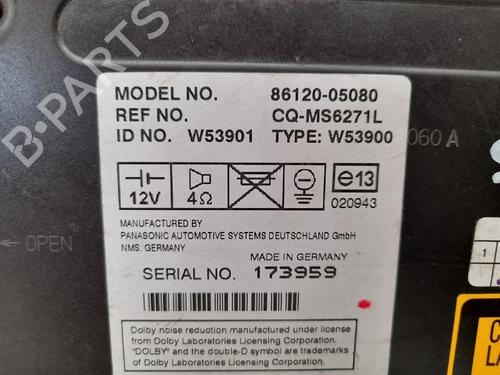 B-PARTS
MODEL NO. 86120-05080
REF NO. CQ-MS6271L
ID NO. W53901 TYPE: W53900
060 A
12V 4Ω e13
020943
MANUFACTURED BY
PANASONIC AUTOMOTIVE SYSTEMS DEUTSCHLAND GmbH
NMS, GERMANY
← OPEN
MADE IN GERMANY
SERIAL NO. 173959
1
Dolby noise reduction manufactured under license
from Dolby Laboratories Licensing Corporation.
"DOLBY" and the double-D symbol are trademarks
of Dolby Laboratories Licensing Corporation.